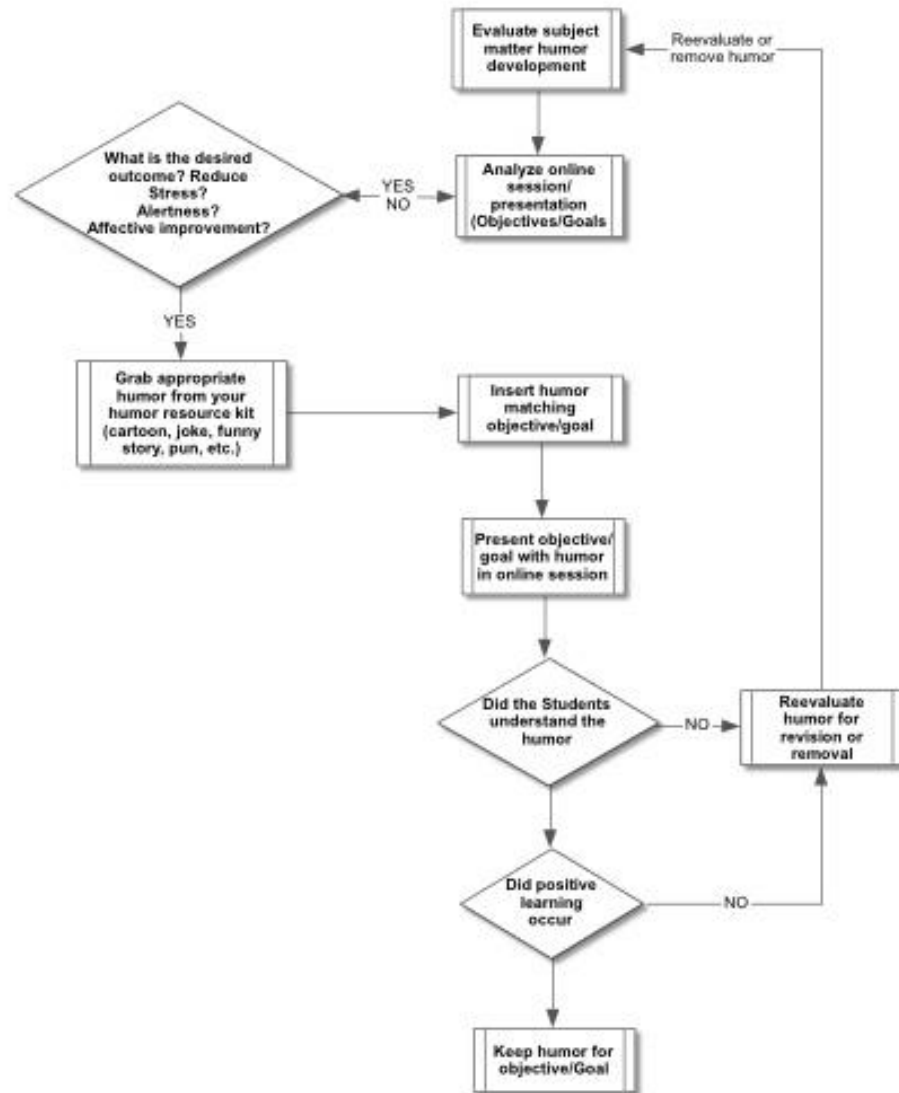 Evaluate subject
matter humor
development
Reevaluate or
remove humor
What is the desired
outcome? Reduce
Stress?
Alertness?
Affective improvement?
YES
NO
Analyze online
session/
presentation
(Objectives/Goals
YES
Grab appropriate
humor from your
humor resource kit
(cartoon, joke, funny
story, pun, etc.)
Insert humor
matching
objective/goal
Present objective/
goal with humor
in online session
Did the Students
understand the
humor
NO
Reevaluate
humor for
revision or
removal
Did positive
learning
occur
NO
Keep humor for
objective/Goal